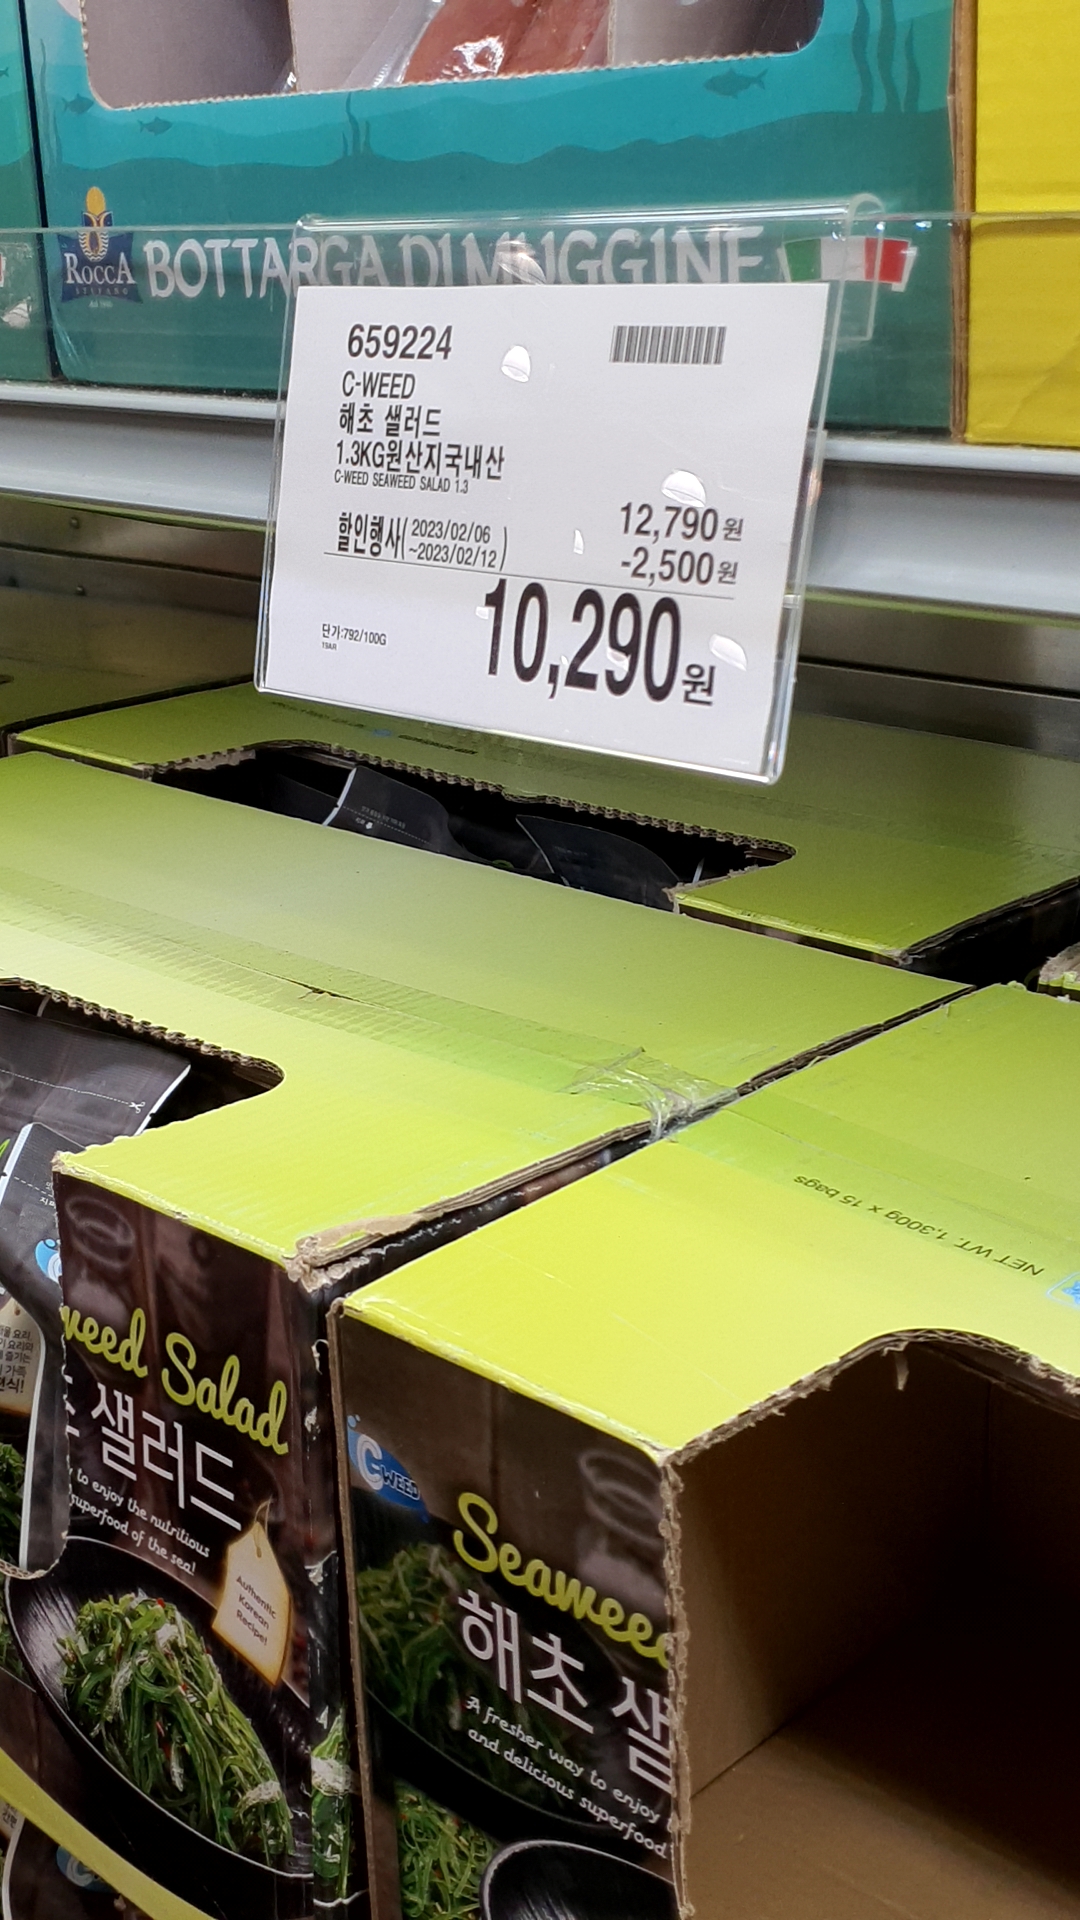 ROCCA
STEFANO
BOTTARGA DI MUGGINE
659224
C-WEED
해초 샐러드
1.3KG원산지국내산
C-WEED SEAWEED SALAD 1.3
할인행사(2023/02/06
~2023/02/12)
12,790원
-2,500원
10,290원
단가:792/100G
NET WT. 1,300g x 15 bags
weed Salad
샐러드
to enjoy the nutritious
superfood of the sea!
Authentic
Korean
Recipe!
C-WEED
Seaweed
해초 샐
A fresher way to enjoy
and delicious superfood